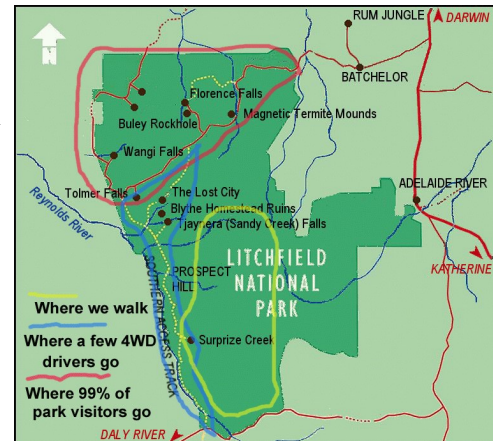 RUM JUNGLE
DARWIN
N
BATCHELOR
Florence Falls
Buley Rockhole
Magnetic Termite Mounds
Wangi Falls
Tolmer Falls
The Lost City
ADELAIDE RIVER
Reynolds River
Blythe Homestead Ruins
Tjaynera (Sandy Creek) Falls
KATHERINE
PROSPECT
HILL
LITCHFIELD
NATIONAL
PARK
SOUTHERN ACCESS TRACK
Where we walk
Where a few 4WD
drivers go
Surprize Creek
Where 99% of
park visitors go
DALY RIVER